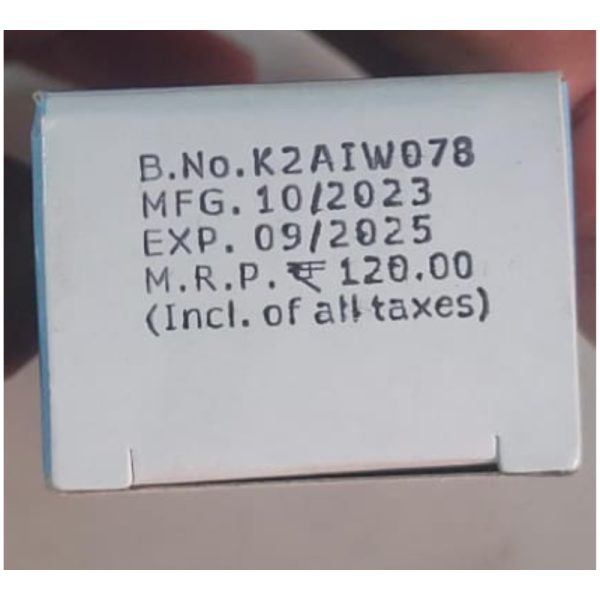 B.No.K2AIW078
MFG. 10/2023
EXP. 09/2025
M.R.P. ₹ 120.00
(Incl. of all taxes)